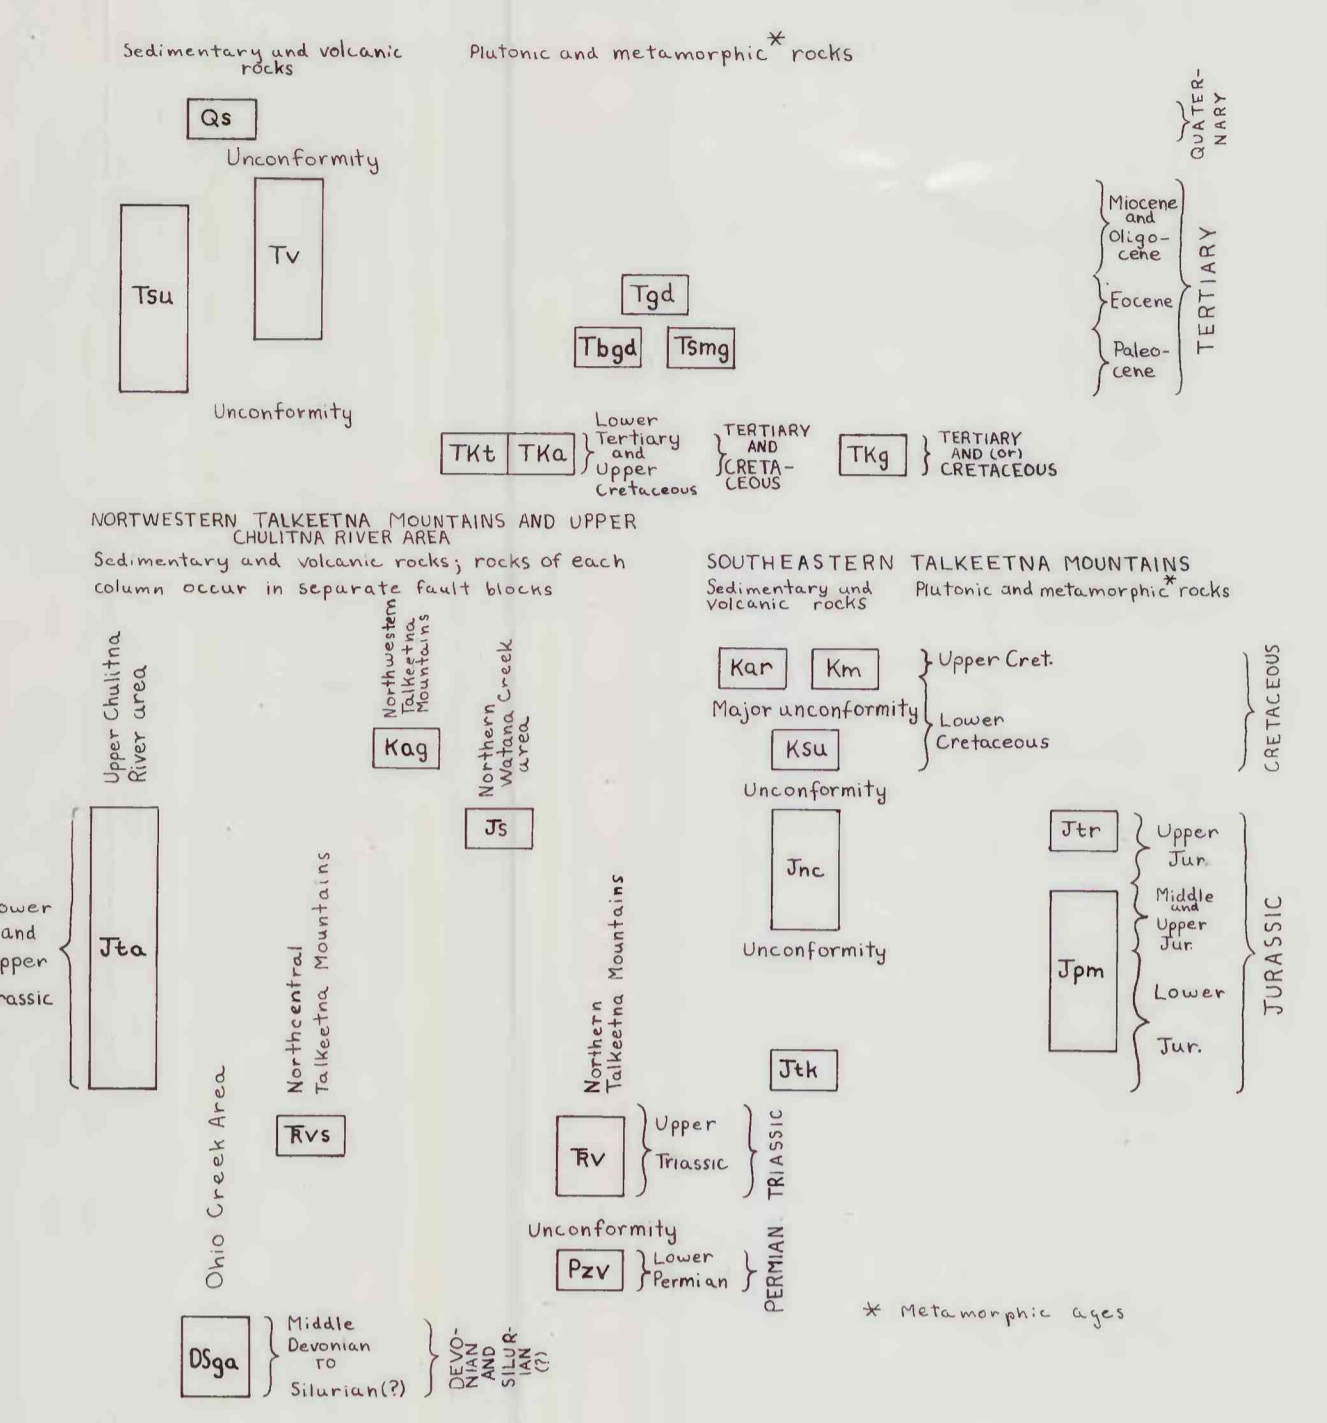 Sedimentary and volcanic
rocks
Plutonic and metamorphic* rocks
Qs
QUATER-
NARY
Unconformity
Tsu
Tv
Tgd
Tbgd
Tsmg
Miocene
and
Oligo-
cene
Eocene
Paleo-
cene
TERTIARY
Unconformity
TKt
TKa
Lower
Tertiary
and
Upper
Cretaceous
TERTIARY
AND
CRETA-
CEOUS
TKg
TERTIARY
AND (or)
CRETACEOUS
NORTWESTERN TALKEETNA MOUNTAINS AND UPPER
CHULITNA RIVER AREA
Sedimentary and volcanic rocks; rocks of each
column occur in separate fault blocks
SOUTHEASTERN TALKEETNA MOUNTAINS
Sedimentary and
volcanic rocks
Plutonic and metamorphic* rocks
Upper Chulitna
River area
Northwestern
Talkeetna
Mountains
Northern
Watana Creek
area
Kar
Km
Upper Cret.
Major unconformity
Lower
Cretaceous
CRETACEOUS
Kag
Ksu
Unconformity
Js
Jta
ower
and
pper
rassic
Northcentral
Talkeetna Mountains
Northern
Talkeetna Mountains
Jnc
Unconformity
Jtr
Jpm
Upper
Jur.
Middle
and
Upper
Jur.
Lower
Jur.
JURASSIC
Jtk
Ohio Creek Area
TRvs
TRv
Upper
Triassic
TRIASSIC
Unconformity
Pzv
Lower
Permian
PERMIAN
* Metamorphic ages
DSga
Middle
Devonian
TO
Silurian(?)
DEVO-
NIAN
AND
SILUR-
IAN
(?)